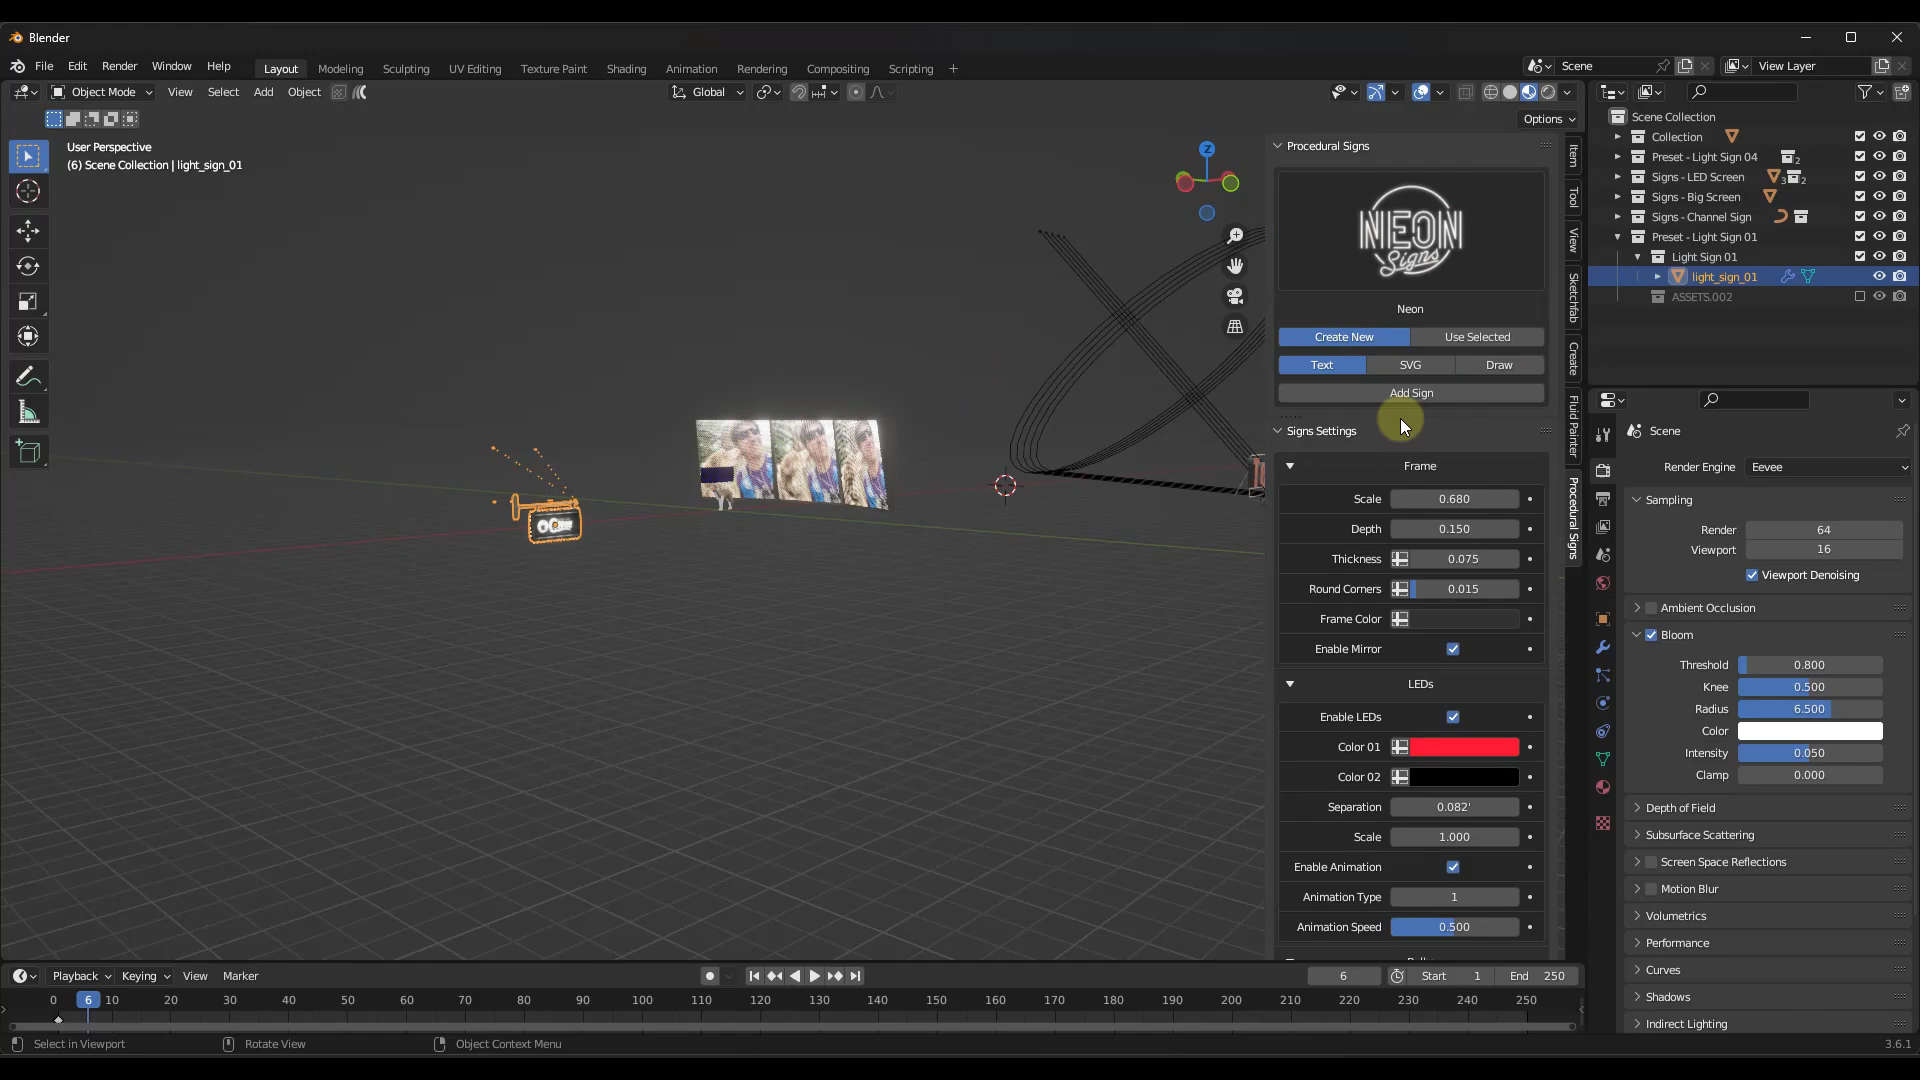 Blender
File Edit Render Window Help Layout Modeling Sculpting UV Editing Texture Paint Shading Animation Rendering Compositing Scripting + Scene View Layer
Object Mode View Select Add Object Global
Options
User Perspective
(6) Scene Collection | light_sign_01
Z
Procedural Signs
NEON
Signs
Neon
Create New Use Selected
Text SVG Draw
Add Sign
Signs Settings
Frame
Scale 0.680
Depth 0.150
Thickness 0.075
Round Corners 0.015
Frame Color
Enable Mirror
LEDs
Enable LEDs
Color 01
Color 02
Separation 0.082'
Scale 1.000
Enable Animation
Animation Type 1
Animation Speed 0.500
Item
Tool
View
Sketchfab
Create
Fluid Painter
Procedural Signs
Scene Collection
Collection
Preset - Light Sign 04 2
Signs - LED Screen 3 2
Signs - Big Screen
Signs - Channel Sign
Preset - Light Sign 01
Light Sign 01
light_sign_01
ASSETS.002
Scene
Render Engine Eevee
Sampling
Render 64
Viewport 16
Viewport Denoising
Ambient Occlusion
Bloom
Threshold 0.800
Knee 0.500
Radius 6.500
Color
Intensity 0.050
Clamp 0.000
Depth of Field
Subsurface Scattering
Screen Space Reflections
Motion Blur
Volumetrics
Performance
Curves
Shadows
Indirect Lighting
Playback Keying View Marker 6 Start 1 End 250
0 6 10 20 30 40 50 60 70 80 90 100 110 120 130 140 150 160 170 180 190 200 210 220 230 240 250
Select in Viewport Rotate View Object Context Menu 3.6.1